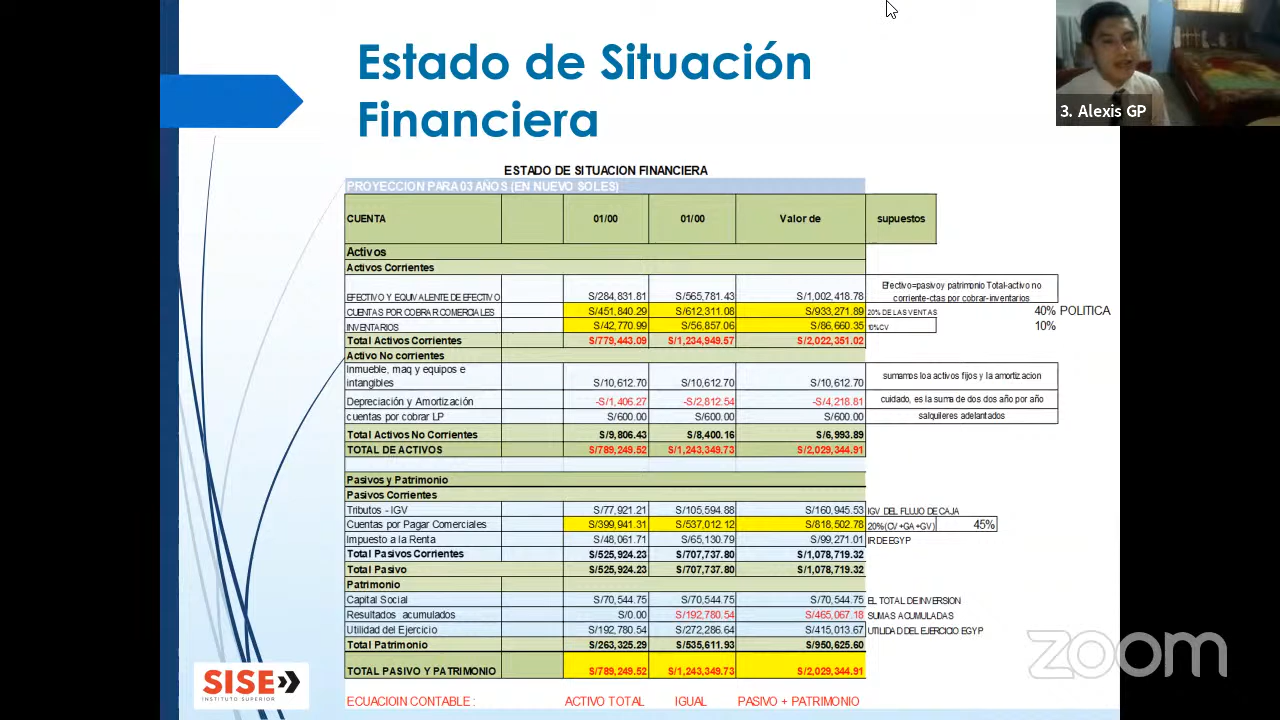 Estado de Situación
Financiera
3. Alexis GP
ESTADO DE SITUACION FINANCIERA
PROYECCION PARA 03 AÑOS (EN NUEVO SOLES)
CUENTA 01/00 01/00 Valor de supuestos
Activos
Activos Corrientes
EFECTIVO Y EQUIVALENTE DE EFECTIVO S/284,831.81 S/565,781.43 S/1,002,418.78 Efectivo=pasivo y patrimonio Total-activo no
corriente-ctas por cobrar-inventarios
CUENTAS POR COBRAR COMERCIALES S/451,840.29 S/612,311.08 S/933,271.89 20% DE LAS VENTAS 40% POLITICA
INVENTARIOS S/42,770.99 S/56,857.06 S/86,660.35 10%CV 10%
Total Activos Corrientes S/779,443.09 S/1,234,949.57 S/2,022,351.02
Activo No corrientes
Inmueble, maq y equipos e
intangibles S/10,612.70 S/10,612.70 S/10,612.70 sumamos loa activos fijos y la amortizacion
Depreciación y Amortización -S/1,406.27 -S/2,812.54 -S/4,218.81 cuidado, es la suma de dos dos año por año
cuentas por cobrar LP S/600.00 S/600.00 S/600.00 salquileres adelantados
Total Activos No Corrientes S/9,806.43 S/8,400.16 S/6,993.89
TOTAL DE ACTIVOS S/789,249.52 S/1,243,349.73 S/2,029,344.91
Pasivos y Patrimonio
Pasivos Corrientes
Tributos - IGV S/77,921.21 S/105,594.88 S/160,945.53 IGV DEL FLUJO DE CAJA
Cuentas por Pagar Comerciales S/399,941.31 S/537,012.12 S/818,502.78 20%(CV +GA +GV) 45%
Impuesto a la Renta S/48,061.71 S/65,130.79 S/99,271.01 IR DE EGYP
Total Pasivos Corrientes S/525,924.23 S/707,737.80 S/1,078,719.32
Total Pasivo S/525,924.23 S/707,737.80 S/1,078,719.32
Patrimonio
Capital Social S/70,544.75 S/70,544.75 S/70,544.75 EL TOTAL DE INVERSION
Resultados acumulados S/0.00 S/192,780.54 S/465,067.18 SUMAS ACUMULADAS
Utilidad del Ejercicio S/192,780.54 S/272,286.64 S/415,013.67 UTILIDAD DEL EJERCICIO EGYP
Total Patrimonio S/263,325.29 S/535,611.93 S/950,625.60
TOTAL PASIVO Y PATRIMONIO S/789,249.52 S/1,243,349.73 S/2,029,344.91
ECUACIOIN CONTABLE : ACTIVO TOTAL IGUAL PASIVO + PATRIMONIO
SISE
INSTITUTO SUPERIOR
zoom